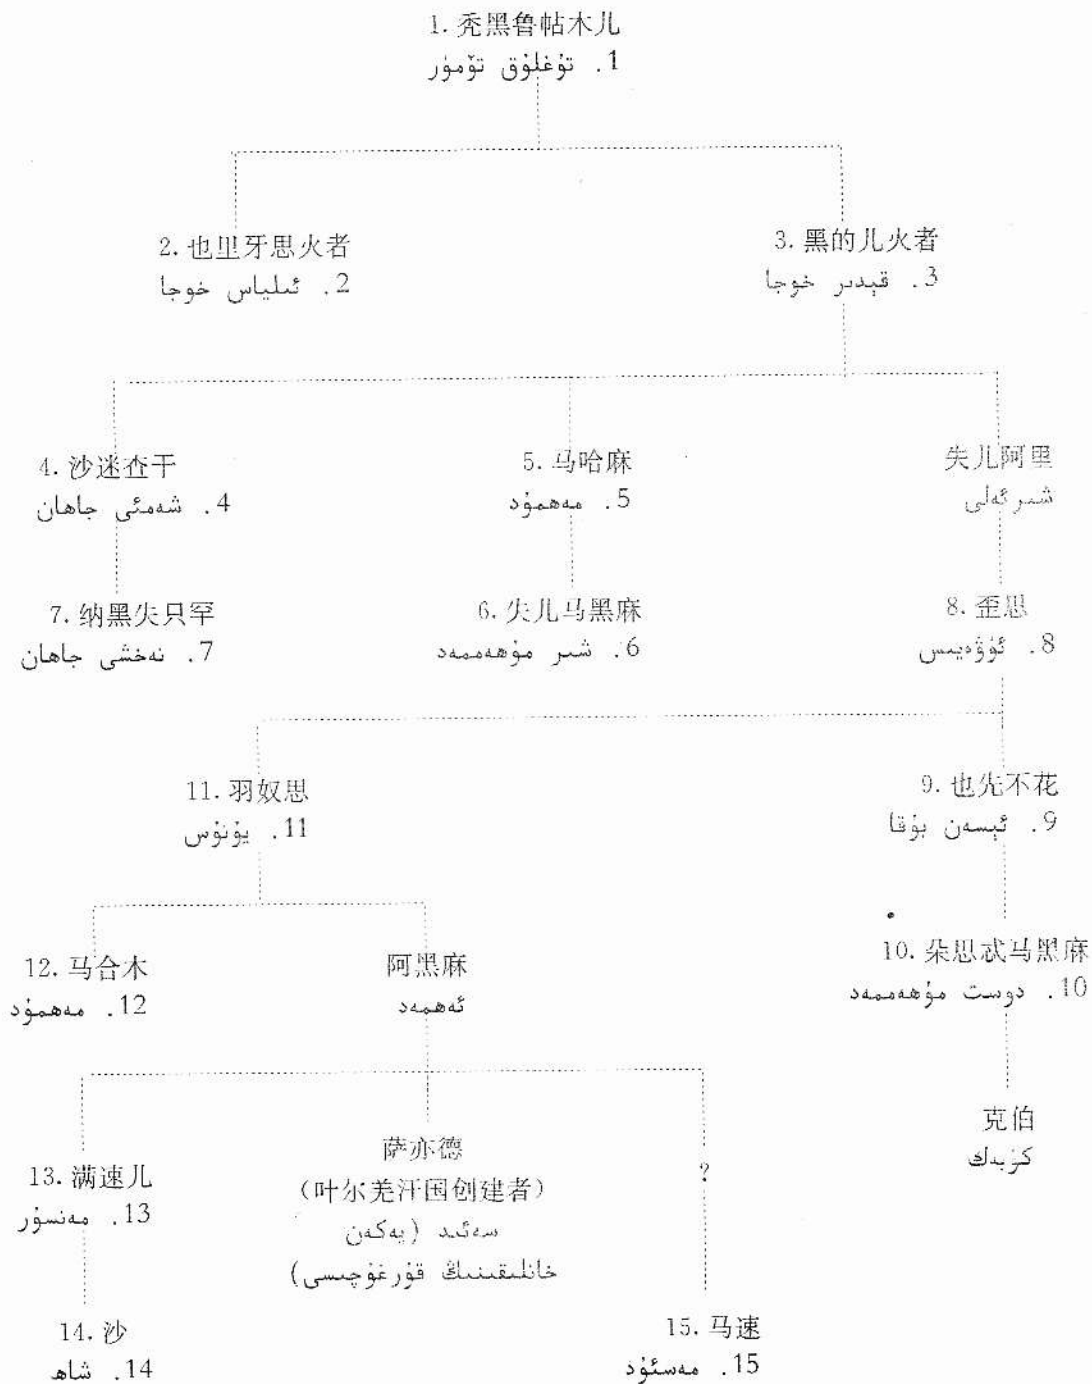 1. 秃黑鲁帖木儿
1. تۇغلۇق تۆمۈر
2. 也里牙思火者
2. ئىلياس خوجا
3. 黑的儿火者
3. قېدىر خوجا
4. 沙迷查干
4. شەمئى جاھان
5. 马哈麻
5. مەھمۇد
失儿阿里
شىر ئەلى
7. 纳黑失只罕
7. نەخشى جاھان
6. 失儿马黑麻
6. شىر مۇھەممەد
8. 歪思
8. ئۇۋەيىس
11. 羽奴思
11. يۇنۇس
9. 也先不花
9. ئېسەن بۇقا
12. 马合木
12. مەھمۇد
阿黑麻
ئەھمەد
10. 朵思忒马黑麻
10. دوست مۇھەممەد
克伯
كېبەك
13. 满速儿
13. مەنسۇر
萨亦德
(叶尔羌汗国创建者)
سەئىد (يەكەن
خانلىقىنىڭ قۇرغۇچىسى)
?
14. 沙
14. شاھ
15. 马速
15. مەسئۇد